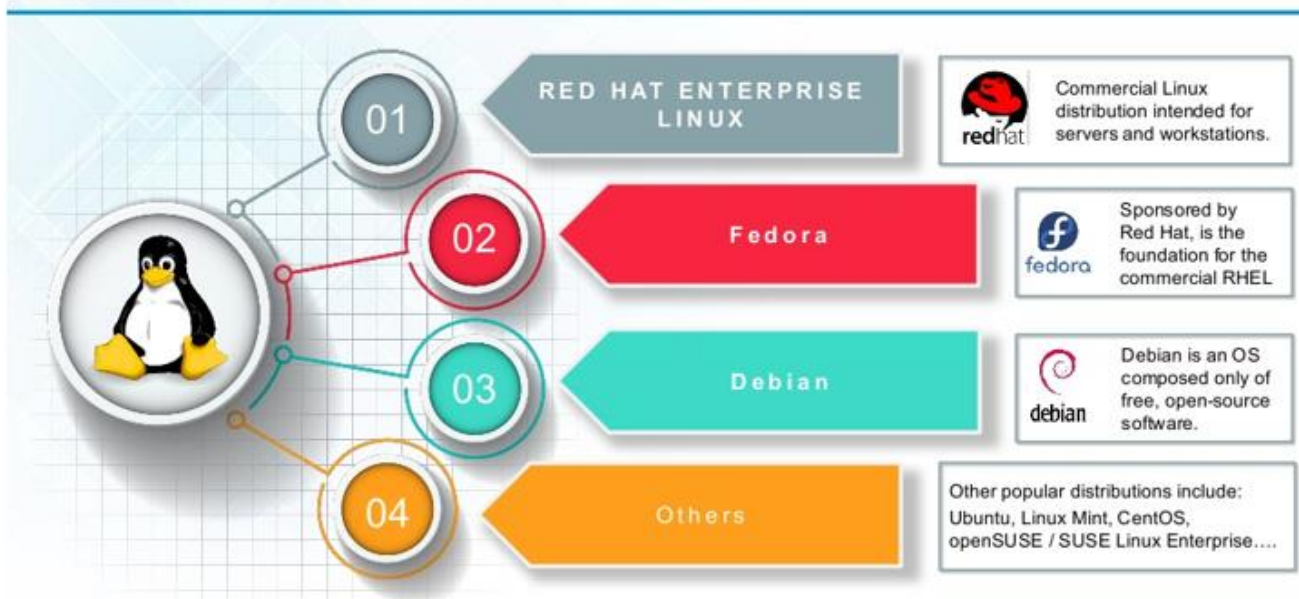 01
RED HAT ENTERPRISE
LINUX
redhat
Commercial Linux
distribution intended for
servers and workstations.
02
Fedora
fedora
Sponsored by
Red Hat, is the
foundation for the
commercial RHEL
03
Debian
debian
Debian is an OS
composed only of
free, open-source
software.
04
Others
Other popular distributions include:
Ubuntu, Linux Mint, CentOS,
openSUSE / SUSE Linux Enterprise....